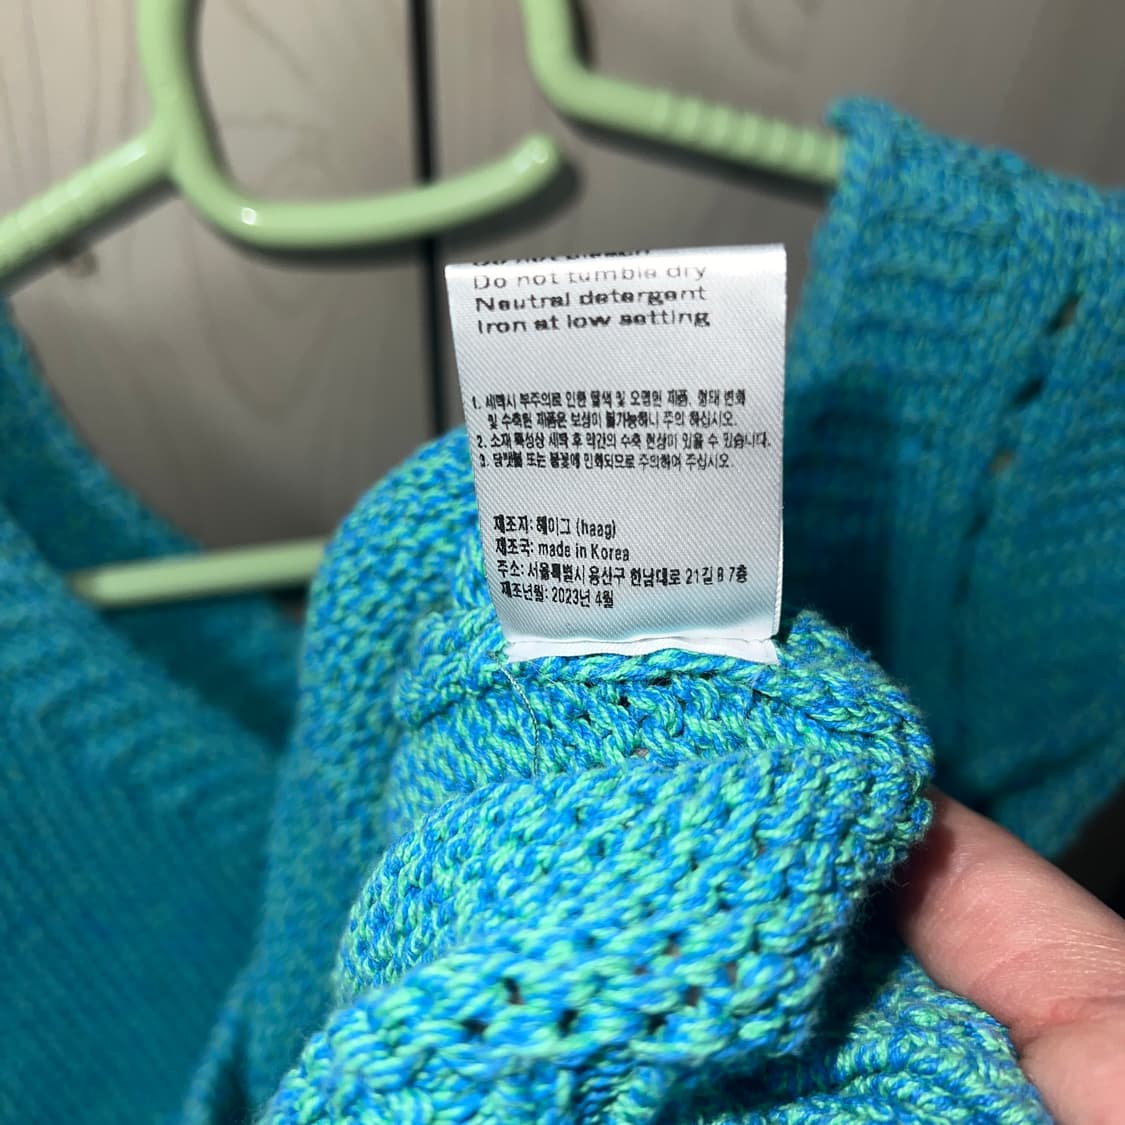 Do not bleach
Do not tumble dry
Neutral detergent
Iron at low setting
1. 세탁시 부주의로 인한 탈색 및 오염된 제품, 형태 변화
및 수축된 제품은 보상이 불가능하니 주의 하십시오.
2. 소재 특성상 세탁 후 약간의 수축 현상이 있을 수 있습니다.
3. 담뱃불 또는 불꽃에 인화되므로 주의하여 주십시오.
제조자: 헤이그 (haag)
제조국: made in Korea
주소: 서울특별시 용산구 한남대로 21길 8 7층
제조년월: 2023년 4월